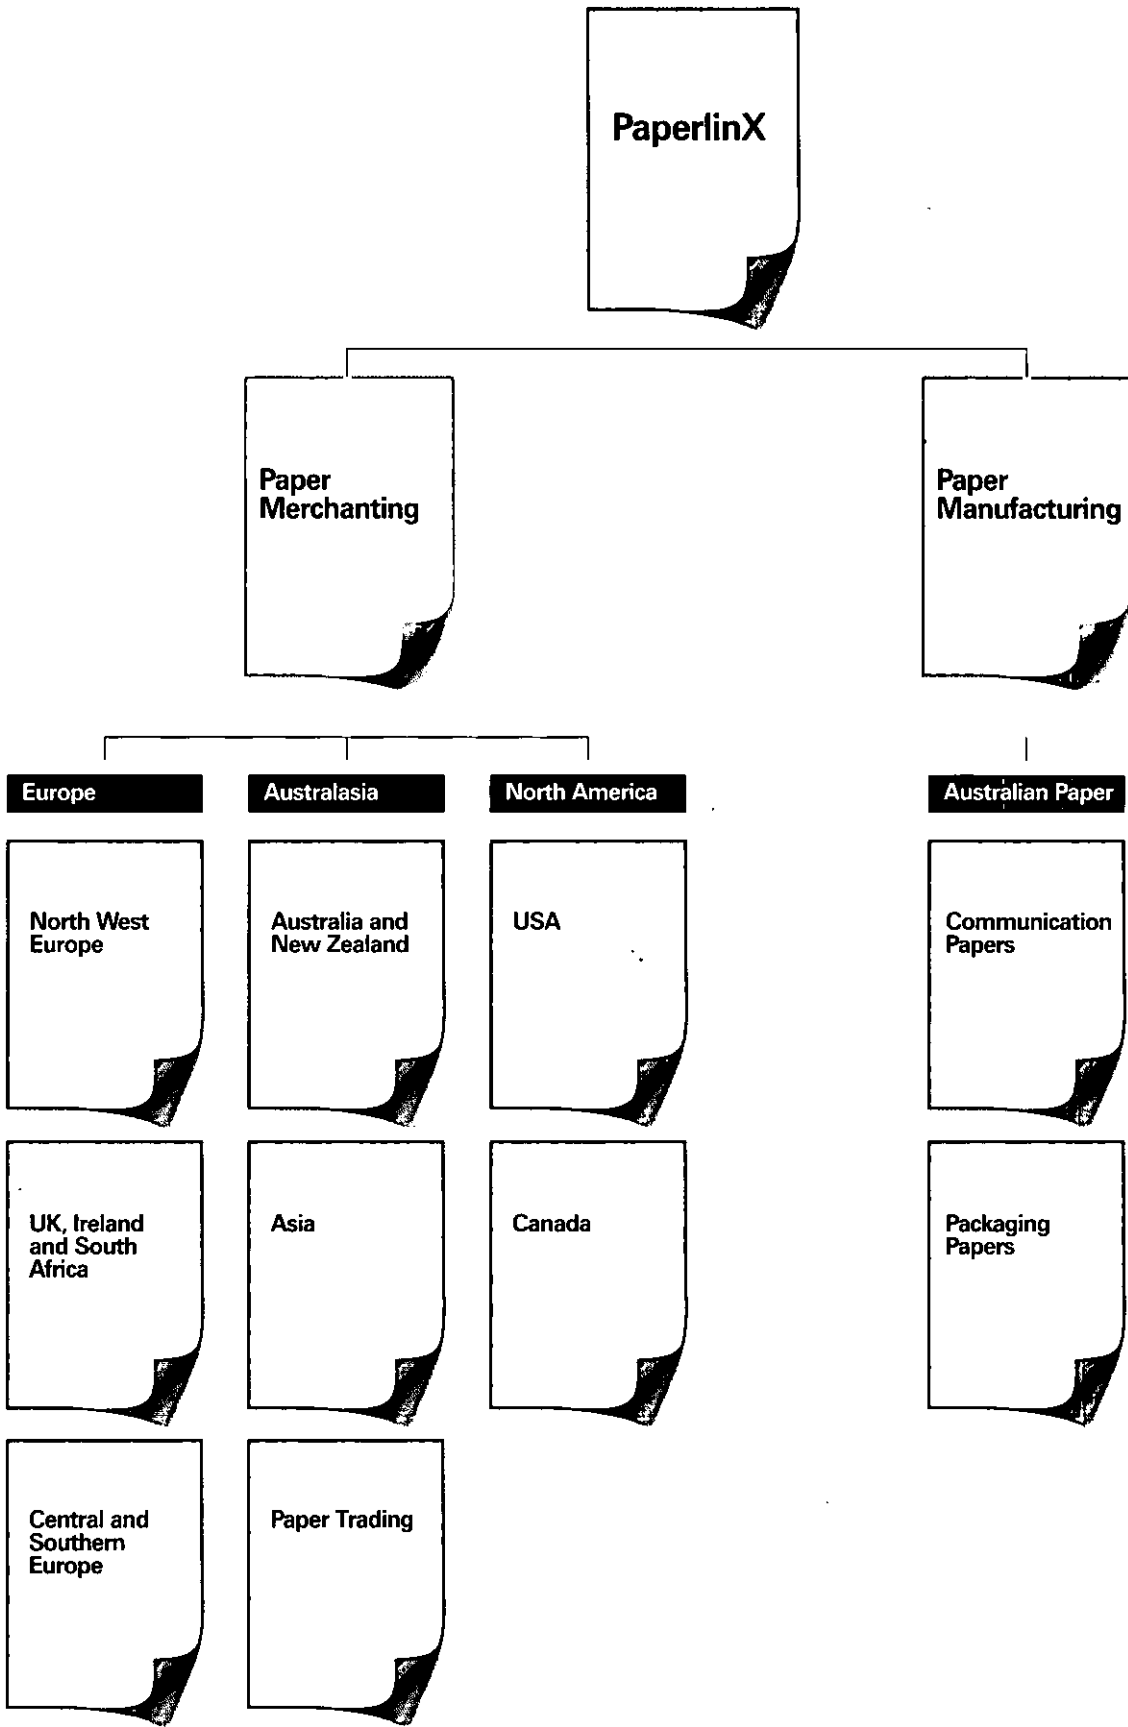 PaperlinX
Paper
Merchanting
Paper
Manufacturing
Europe
Australasia
North America
Australian Paper
North West
Europe
Australia and
New Zealand
USA
Communication
Papers
UK, Ireland
and South
Africa
Asia
Canada
Packaging
Papers
Central and
Southern
Europe
Paper Trading